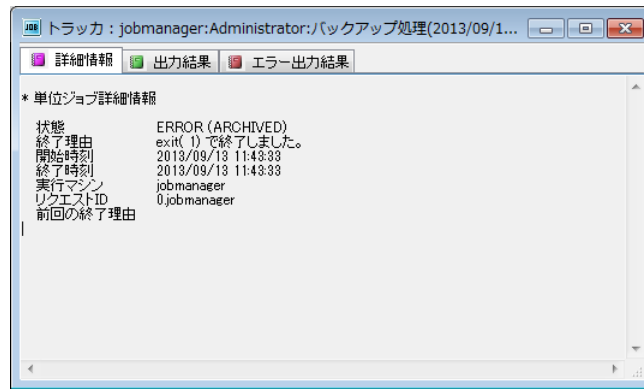 JOB トラッカ : jobmanager:Administrator:バックアップ処理(2013/09/1...
詳細情報 出力結果 エラー出力結果
* 単位ジョブ詳細情報
状態 ERROR (ARCHIVED)
終了理由 exit( 1) で終了しました。
開始時刻 2013/09/13 11:43:33
終了時刻 2013/09/13 11:43:33
実行マシン jobmanager
リクエストID 0.jobmanager
前回の終了理由